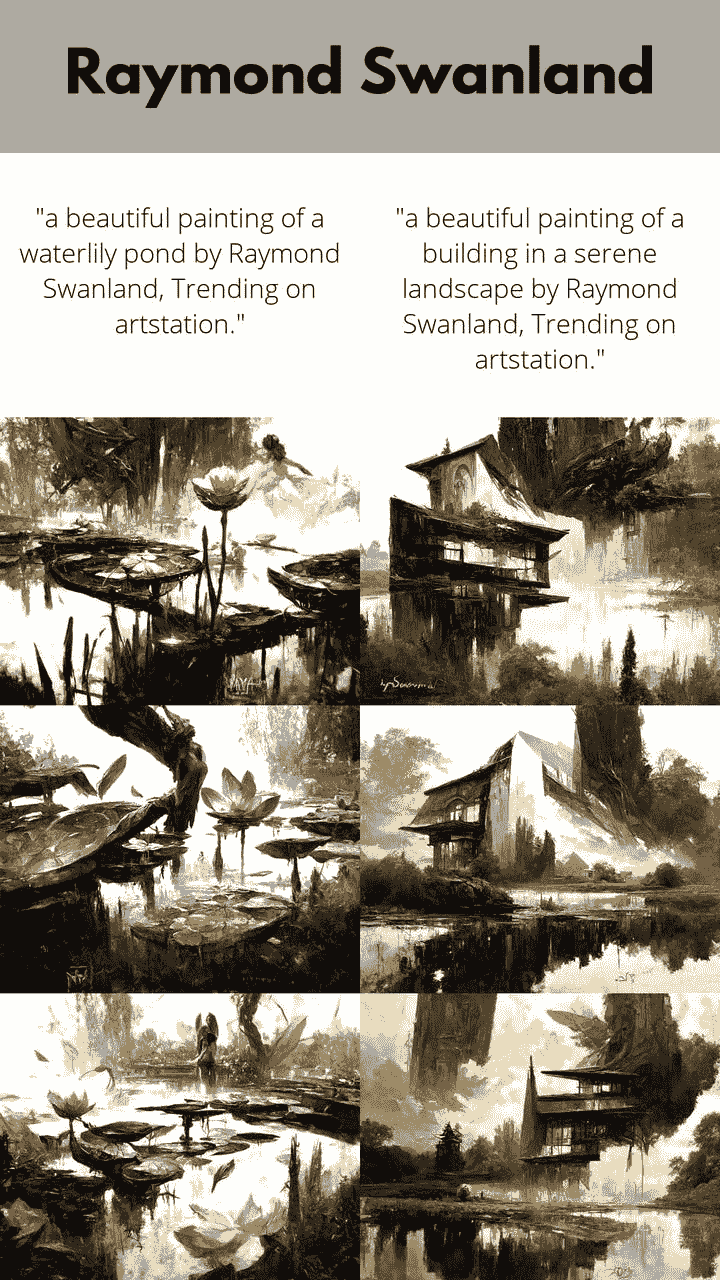 Raymond Swanland
"a beautiful painting of a
waterlily pond by Raymond
Swanland, Trending on
artstation."
"a beautiful painting of a
building in a serene
landscape by Raymond
Swanland, Trending on
artstation."